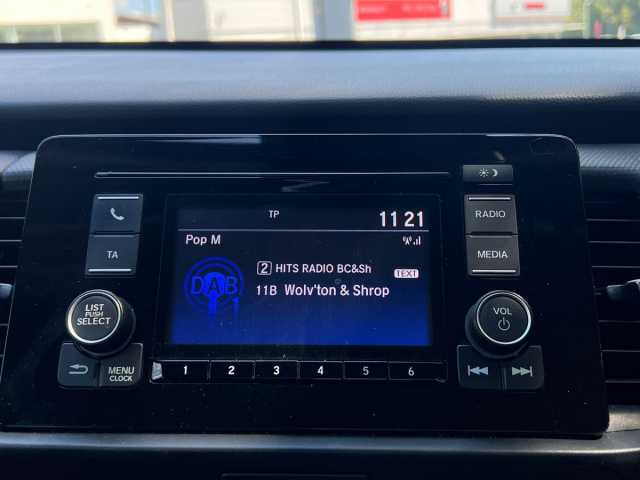 TP
11 21
Pop M
2 HITS RADIO BC&Sh
TEXT
DAB 1
11B Wolv'ton & Shrop
TA
LIST
PUSH
SELECT
MENU
CLOCK
1 2 3 4 5 6
RADIO
MEDIA
VOL